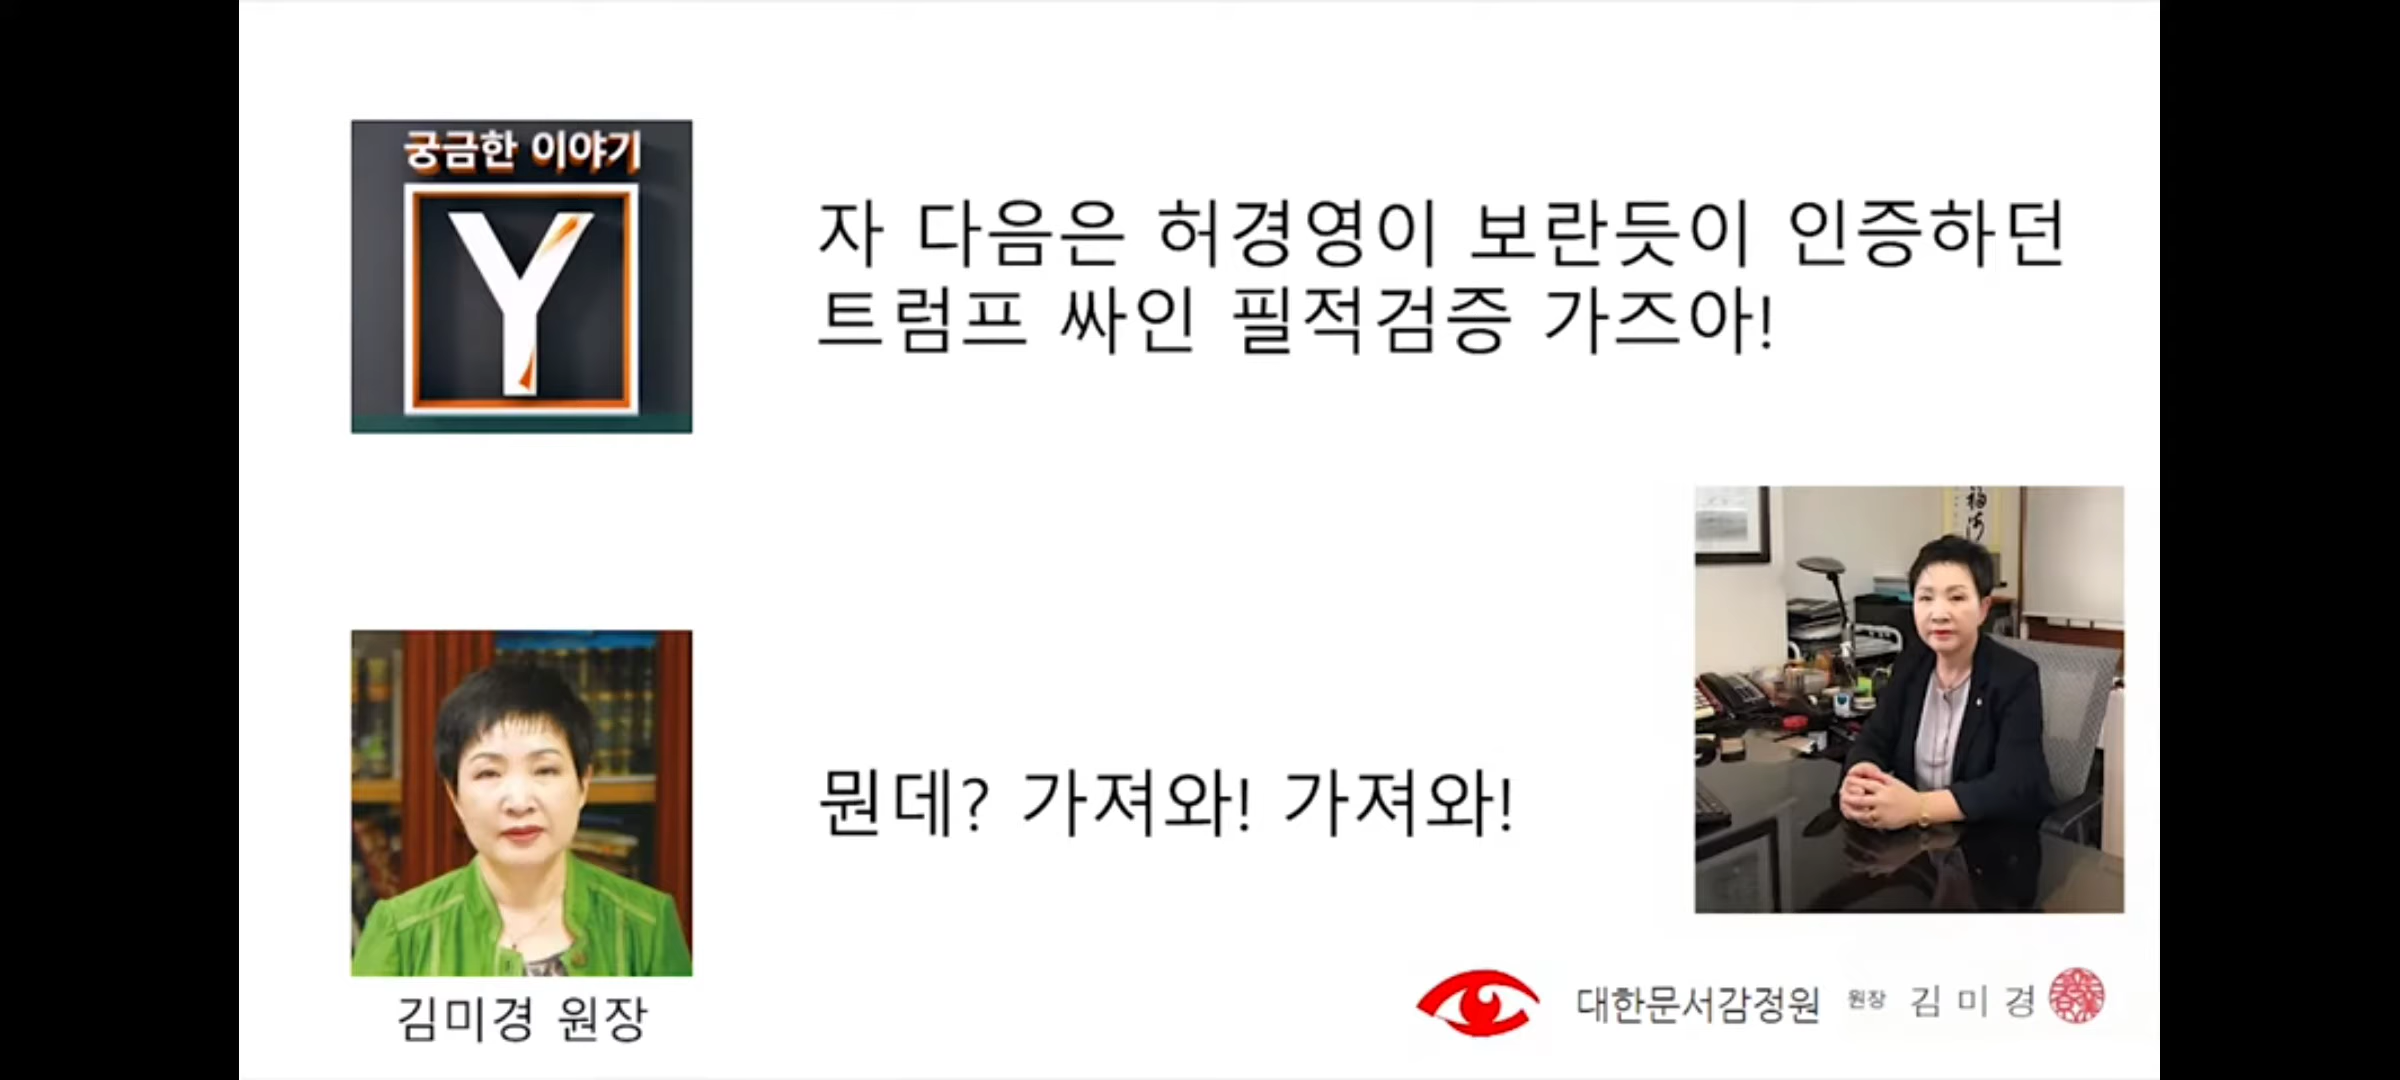 궁금한 이야기
Y
자 다음은 허경영이 보란듯이 인증하던
트럼프 싸인 필적검증 가즈아!
뭔데? 가져와! 가져와!
김미경 원장
대한문서감정원 원장 김미경